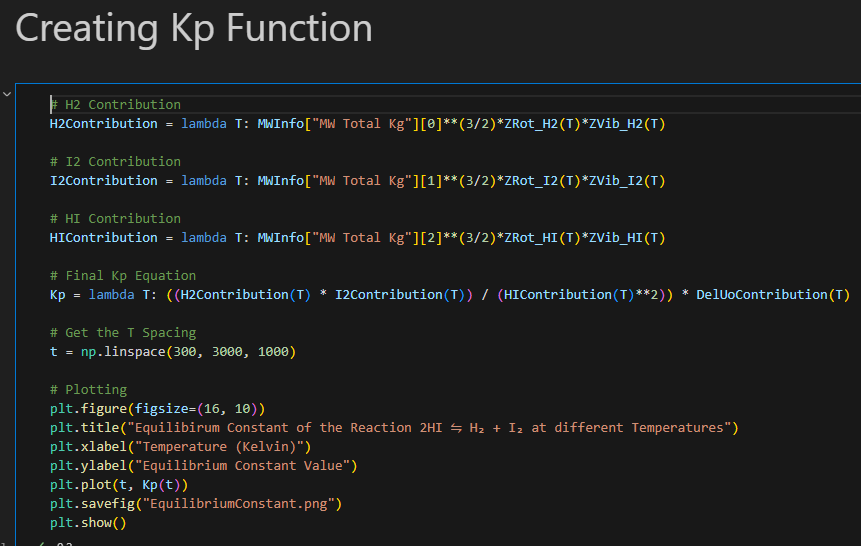 Creating Kp Function
# H2 Contribution
H2Contribution = lambda T: MWInfo["MW Total Kg"][0]**(3/2)*ZRot_H2(T)*ZVib_H2(T)
# I2 Contribution
I2Contribution = lambda T: MWInfo["MW Total Kg"][1]**(3/2)*ZRot_I2(T)*ZVib_I2(T)
# HI Contribution
HIContribution = lambda T: MWInfo["MW Total Kg"][2]**(3/2)*ZRot_HI(T)*ZVib_HI(T)
# Final Kp Equation
Kp = lambda T: ((H2Contribution(T) * I2Contribution(T)) / (HIContribution(T)**2)) * DelUoContribution(T)
# Get the T Spacing
t = np.linspace(300, 3000, 1000)
# Plotting
plt.figure(figsize=(16, 10))
plt.title("Equilibirum Constant of the Reaction 2HI ⇋ H₂ + I₂ at different Temperatures")
plt.xlabel("Temperature (Kelvin)")
plt.ylabel("Equilibrium Constant Value")
plt.plot(t, Kp(t))
plt.savefig("EquilibriumConstant.png")
plt.show()